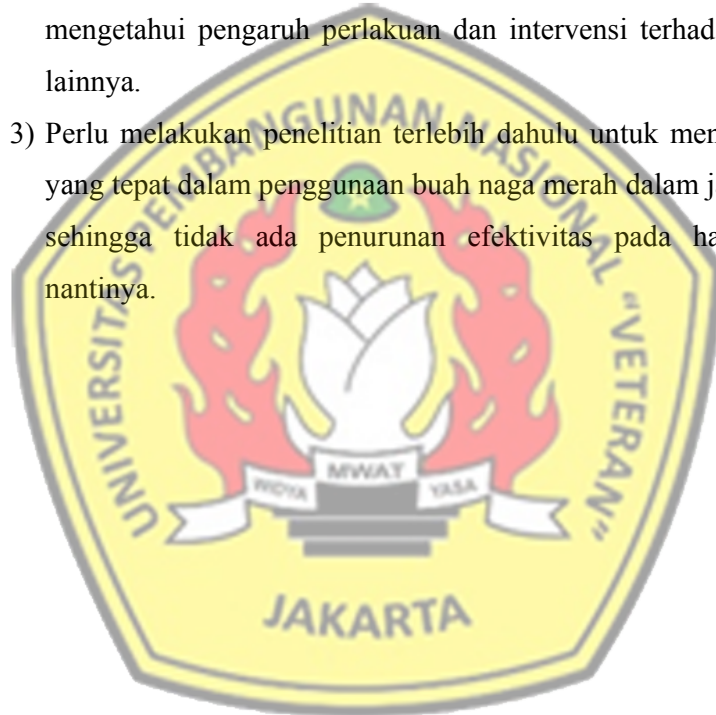 mengetahui pengaruh perlakuan dan intervensi terhad
lainnya.
3) Perlu melakukan penelitian terlebih dahulu untuk men
yang tepat dalam penggunaan buah naga merah dalam j
sehingga tidak ada penurunan efektivitas pada ha
nantinya.
UNIVERSITAS PEMBANGUNAN NASIONAL "VETERAN"
WIDYA MWAT YASA
JAKARTA